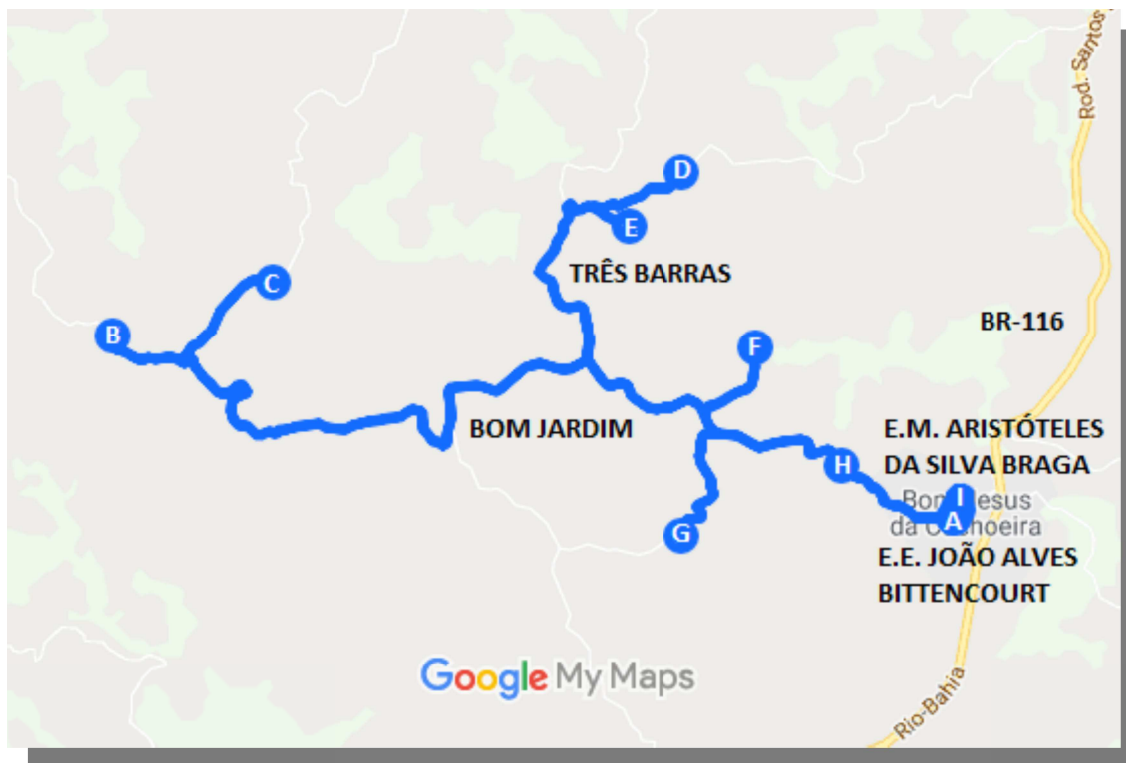 Rod. Santos
D
E
TRÊS BARRAS
C
B
BR-116
F
BOM JARDIM
E.M. ARISTÓTELES
DA SILVA BRAGA
H
I
A
G
E.E. JOÃO ALVES
BITTENCOURT
Google My Maps
Rio-Bahia